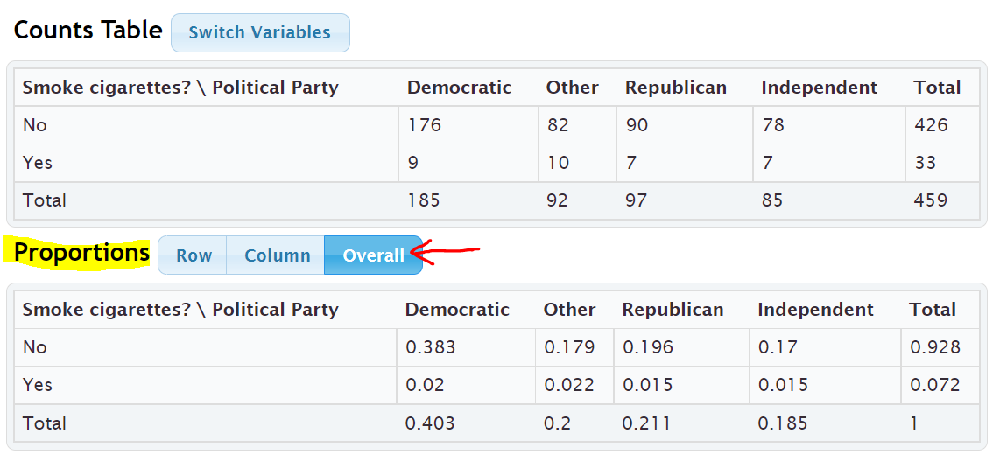 Counts Table Switch Variables
Smoke cigarettes? \ Political Party Democratic Other Republican Independent Total
No 176 82 90 78 426
Yes 9 10 7 7 33
Total 185 92 97 85 459
Proportions Row Column Overall
Smoke cigarettes? \ Political Party Democratic Other Republican Independent Total
No 0.383 0.179 0.196 0.17 0.928
Yes 0.02 0.022 0.015 0.015 0.072
Total 0.403 0.2 0.211 0.185 1